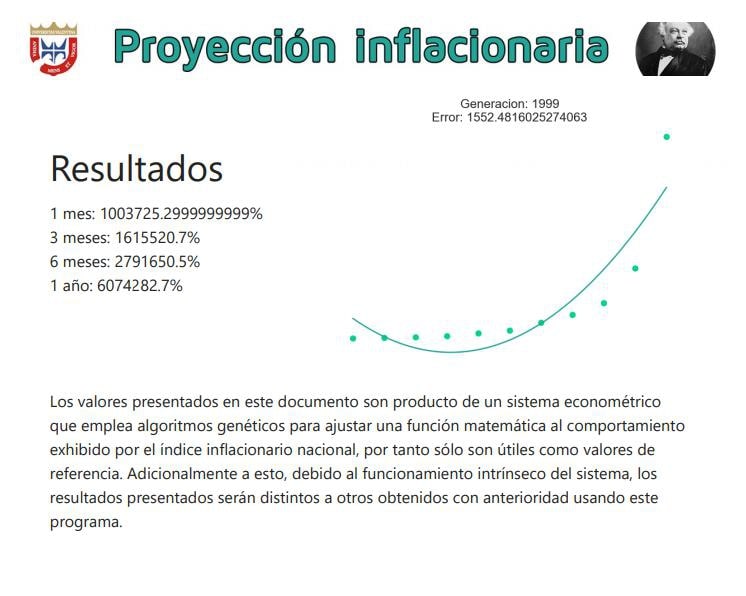 Proyección inflacionaria
Generacion: 1999
Error: 1552.4816025274063
Resultados
1 mes: 1003725.2999999999%
3 meses: 1615520.7%
6 meses: 2791650.5%
1 año: 6074282.7%
Los valores presentados en este documento son producto de un sistema econométrico
que emplea algoritmos genéticos para ajustar una función matemática al comportamiento
exhibido por el índice inflacionario nacional, por tanto sólo son útiles como valores de
referencia. Adicionalmente a esto, debido al funcionamiento intrínseco del sistema, los
resultados presentados serán distintos a otros obtenidos con anterioridad usando este
programa.